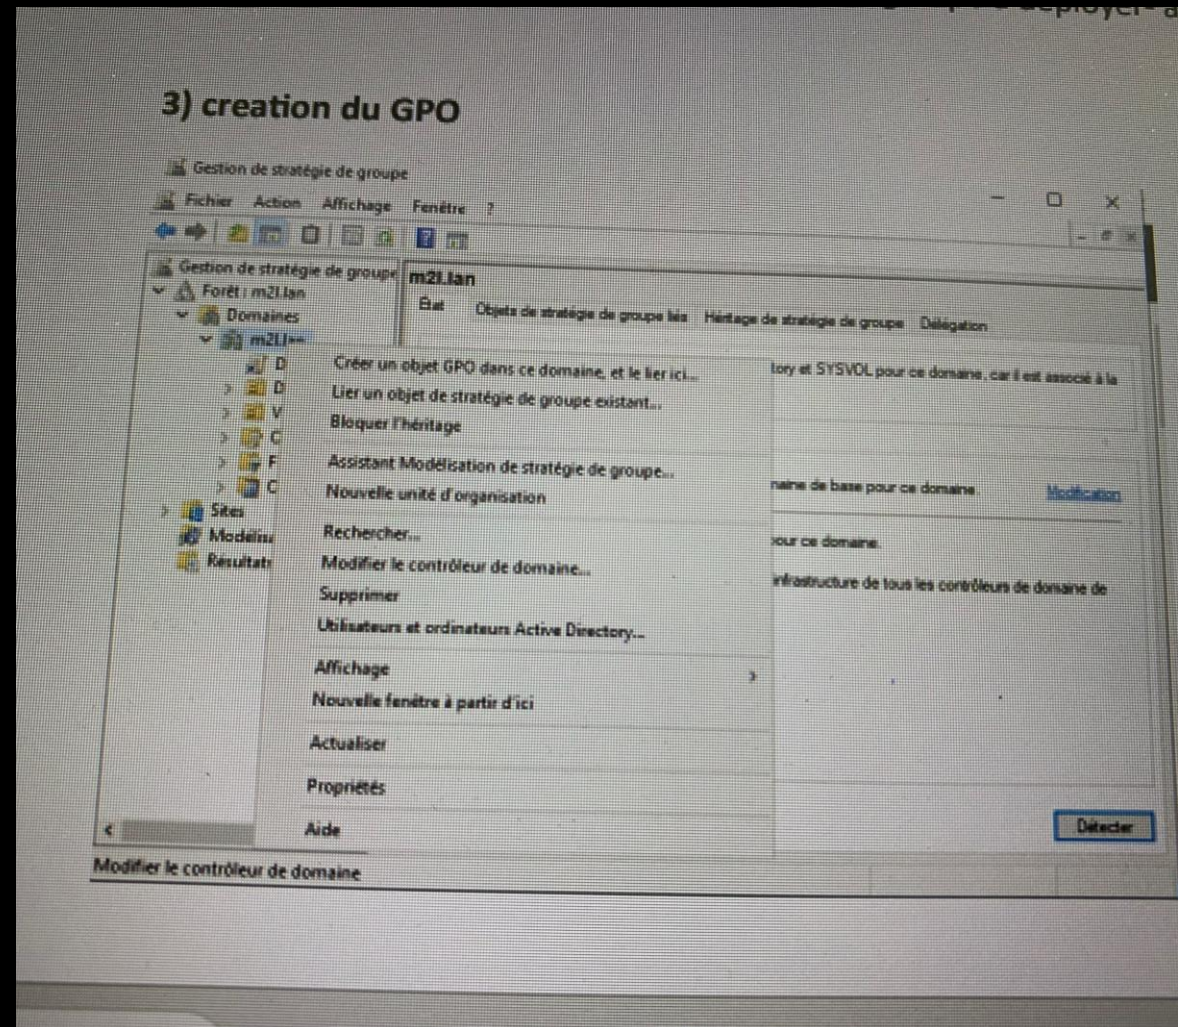 3) creation du GPO
Gestion de stratégie de groupe
Fichier Action Affichage Fenêtre ?
Gestion de stratégie de groupe
Forêt : m2l.lan
Domaines
m2l.lan
D
D
V
C
F
C
Sites
Modélisa
Résultats
m2l.lan
État Objets de stratégie de groupe liés Héritage de stratégie de groupe Délégation
tory et SYSVOL pour ce domaine, car il est associé à la
naine de base pour ce domaine. Modification
pour ce domaine.
infrastructure de tous les contrôleurs de domaine de
Créer un objet GPO dans ce domaine, et le lier ici...
Lier un objet de stratégie de groupe existant...
Bloquer l'héritage
Assistant Modélisation de stratégie de groupe...
Nouvelle unité d'organisation
Rechercher...
Modifier le contrôleur de domaine...
Supprimer
Utilisateurs et ordinateurs Active Directory...
Affichage
Nouvelle fenêtre à partir d'ici
Actualiser
Propriétés
Aide
Détecter
Modifier le contrôleur de domaine